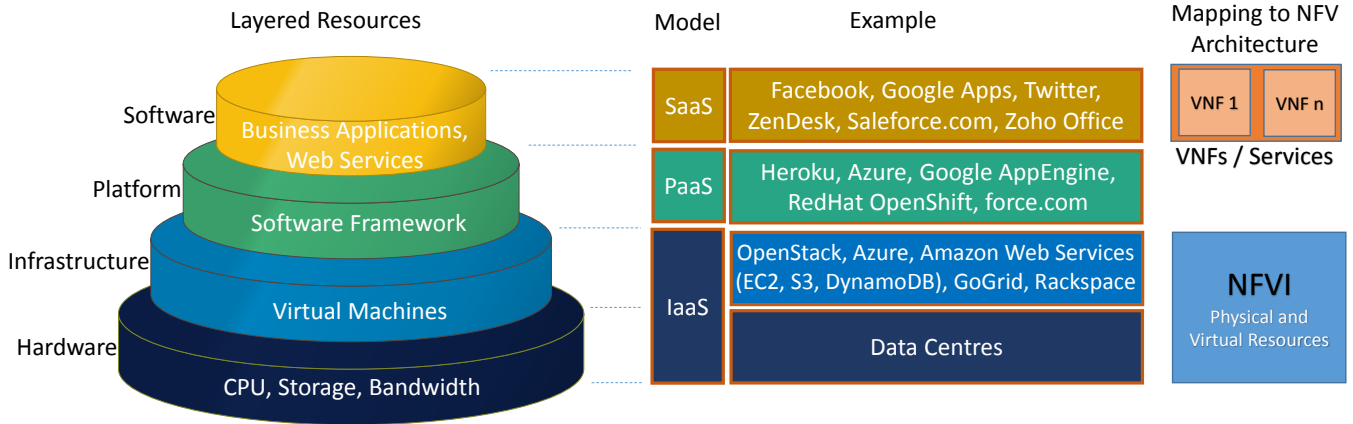 Layered Resources
Model
Example
Mapping to NFV
Architecture
Software
Business Applications,
Web Services
SaaS
Facebook, Google Apps, Twitter,
ZenDesk, Saleforce.com, Zoho Office
VNF 1
VNF n
VNFs / Services
Platform
Software Framework
PaaS
Heroku, Azure, Google AppEngine,
RedHat OpenShift, force.com
Infrastructure
Virtual Machines
IaaS
OpenStack, Azure, Amazon Web Services
(EC2, S3, DynamoDB), GoGrid, Rackspace
NFVI
Physical and
Virtual Resources
Hardware
CPU, Storage, Bandwidth
Data Centres